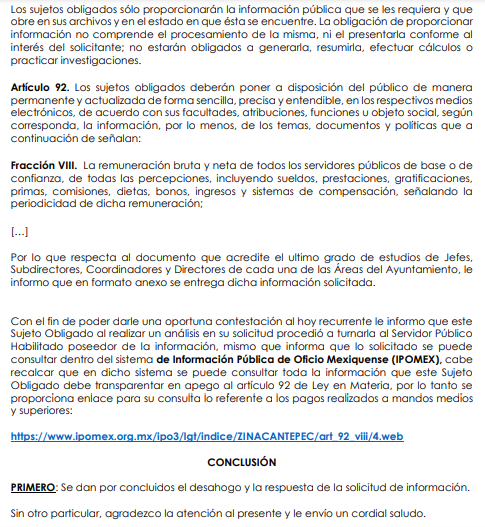 Los sujetos obligados sólo proporcionarán la información pública que se les requiera y que
obre en sus archivos y en el estado en que ésta se encuentre. La obligación de proporcionar
información no comprende el procesamiento de la misma, ni el presentarla conforme al
interés del solicitante; no estarán obligados a generarla, resumirla, efectuar cálculos o
practicar investigaciones.
Artículo 92. Los sujetos obligados deberán poner a disposición del público de manera
permanente y actualizada de forma sencilla, precisa y entendible, en los respectivos medios
electrónicos, de acuerdo con sus facultades, atribuciones, funciones u objeto social, según
corresponda, la información, por lo menos, de los temas, documentos y políticas que a
continuación de señalan:
Fracción VIII. La remuneración bruta y neta de todos los servidores públicos de base o de
confianza, de todas las percepciones, incluyendo sueldos, prestaciones, gratificaciones,
primas, comisiones, dietas, bonos, ingresos y sistemas de compensación, señalando la
periodicidad de dicha remuneración;
[...]
Por lo que respecta al documento que acredite el ultimo grado de estudios de Jefes,
Subdirectores, Coordinadores y Directores de cada una de las Áreas del Ayuntamiento, le
informo que en formato anexo se entrega dicha información solicitada.
Con el fin de poder darle una oportuna contestación al hoy recurrente le informo que este
Sujeto Obligado al realizar un análisis en su solicitud procedió a turnarla al Servidor Público
Habilitado poseedor de la información, mismo que informa que lo solicitado se puede
consultar dentro del sistema de Información Pública de Oficio Mexiquense (IPOMEX), cabe
recalcar que en dicho sistema se puede consultar toda la información que este Sujeto
Obligado debe transparentar en apego al artículo 92 de Ley en Materia, por lo tanto se
proporciona enlace para su consulta lo referente a los pagos realizados a mandos medios
y superiores:
https://www.ipomex.org.mx/ipo3/lgt/indice/ZINACANTEPEC/art_92_viii/4.web
CONCLUSIÓN
PRIMERO: Se dan por concluidos el desahogo y la respuesta de la solicitud de información.
Sin otro particular, agradezco la atención al presente y le envío un cordial saludo.